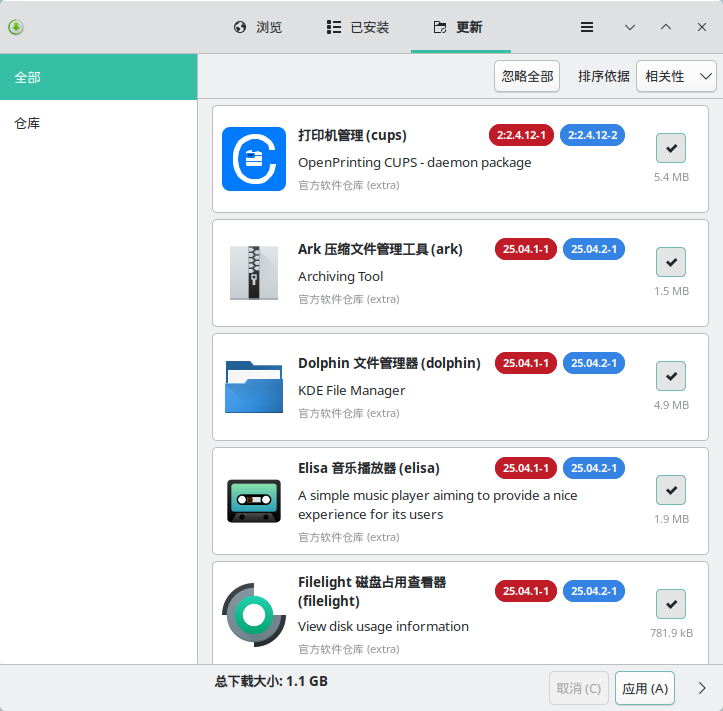 浏览
已安装
更新
全部
仓库
忽略全部
排序依据
相关性
打印机管理 (cups)
2:2.4.12-1
2:2.4.12-2
OpenPrinting CUPS - daemon package
官方软件仓库 (extra)
5.4 MB
Ark 压缩文件管理工具 (ark)
25.04.1-1
25.04.2-1
Archiving Tool
官方软件仓库 (extra)
1.5 MB
Dolphin 文件管理器 (dolphin)
25.04.1-1
25.04.2-1
KDE File Manager
官方软件仓库 (extra)
4.9 MB
Elisa 音乐播放器 (elisa)
25.04.1-1
25.04.2-1
A simple music player aiming to provide a nice
experience for its users
官方软件仓库 (extra)
1.9 MB
Filelight 磁盘占用查看器
(filelight)
25.04.1-1
25.04.2-1
View disk usage information
官方软件仓库 (extra)
781.9 kB
总下载大小: 1.1 GB
取消 (C)
应用 (A)